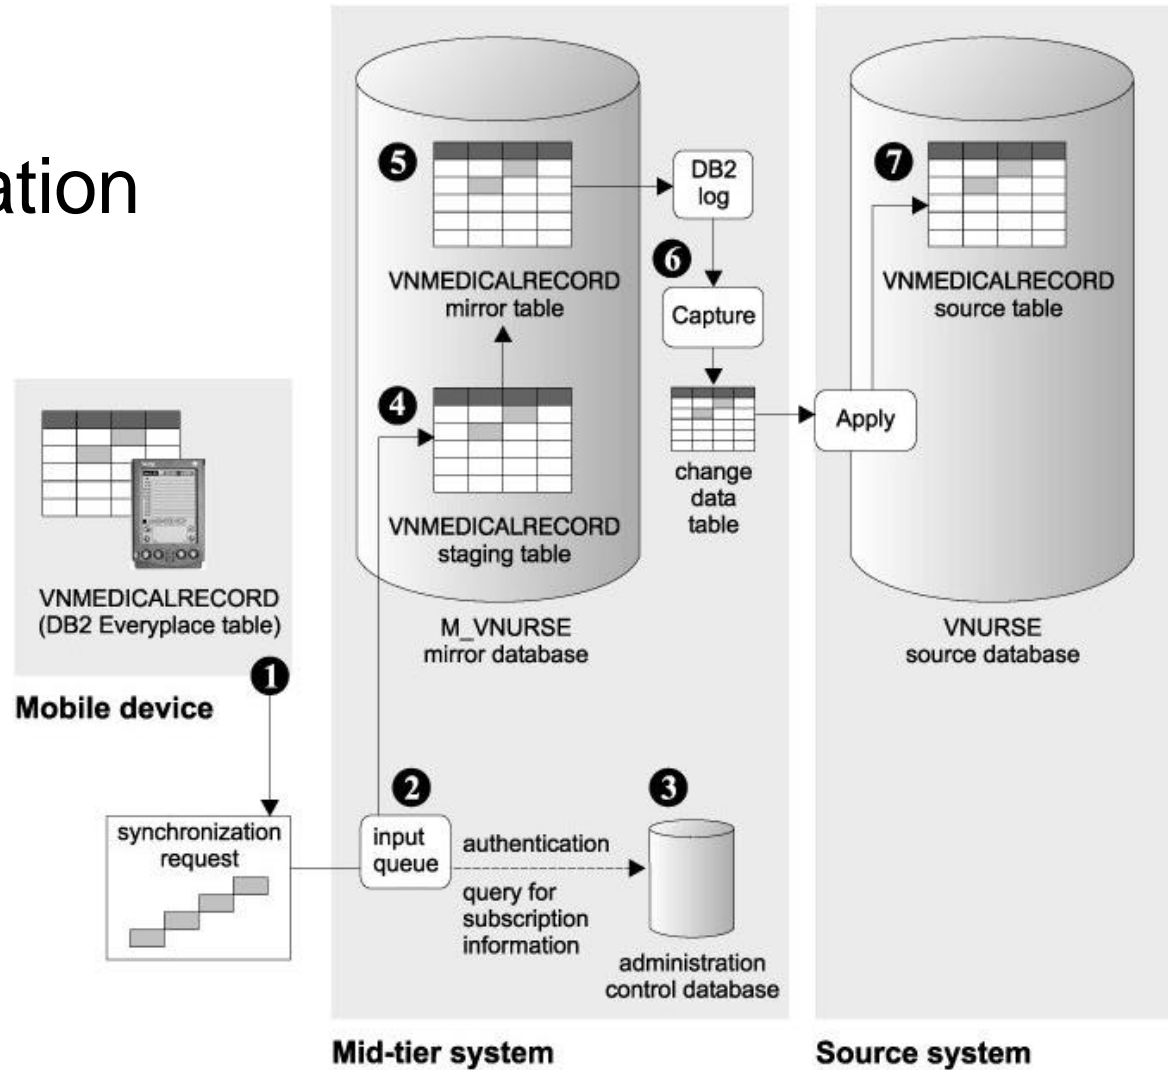 ation
5
DB2
log
7
VNMEDICALRECORD
mirror table
6
Capture
VNMEDICALRECORD
source table
4
Apply
change
data
table
VNMEDICALRECORD
staging table
VNMEDICALRECORD
(DB2 Everyplace table)
M_VNURSE
mirror database
VNURSE
source database
1
Mobile device
2
3
synchronization
request
input
queue
authentication
query for
subscription
information
administration
control database
Mid-tier system
Source system